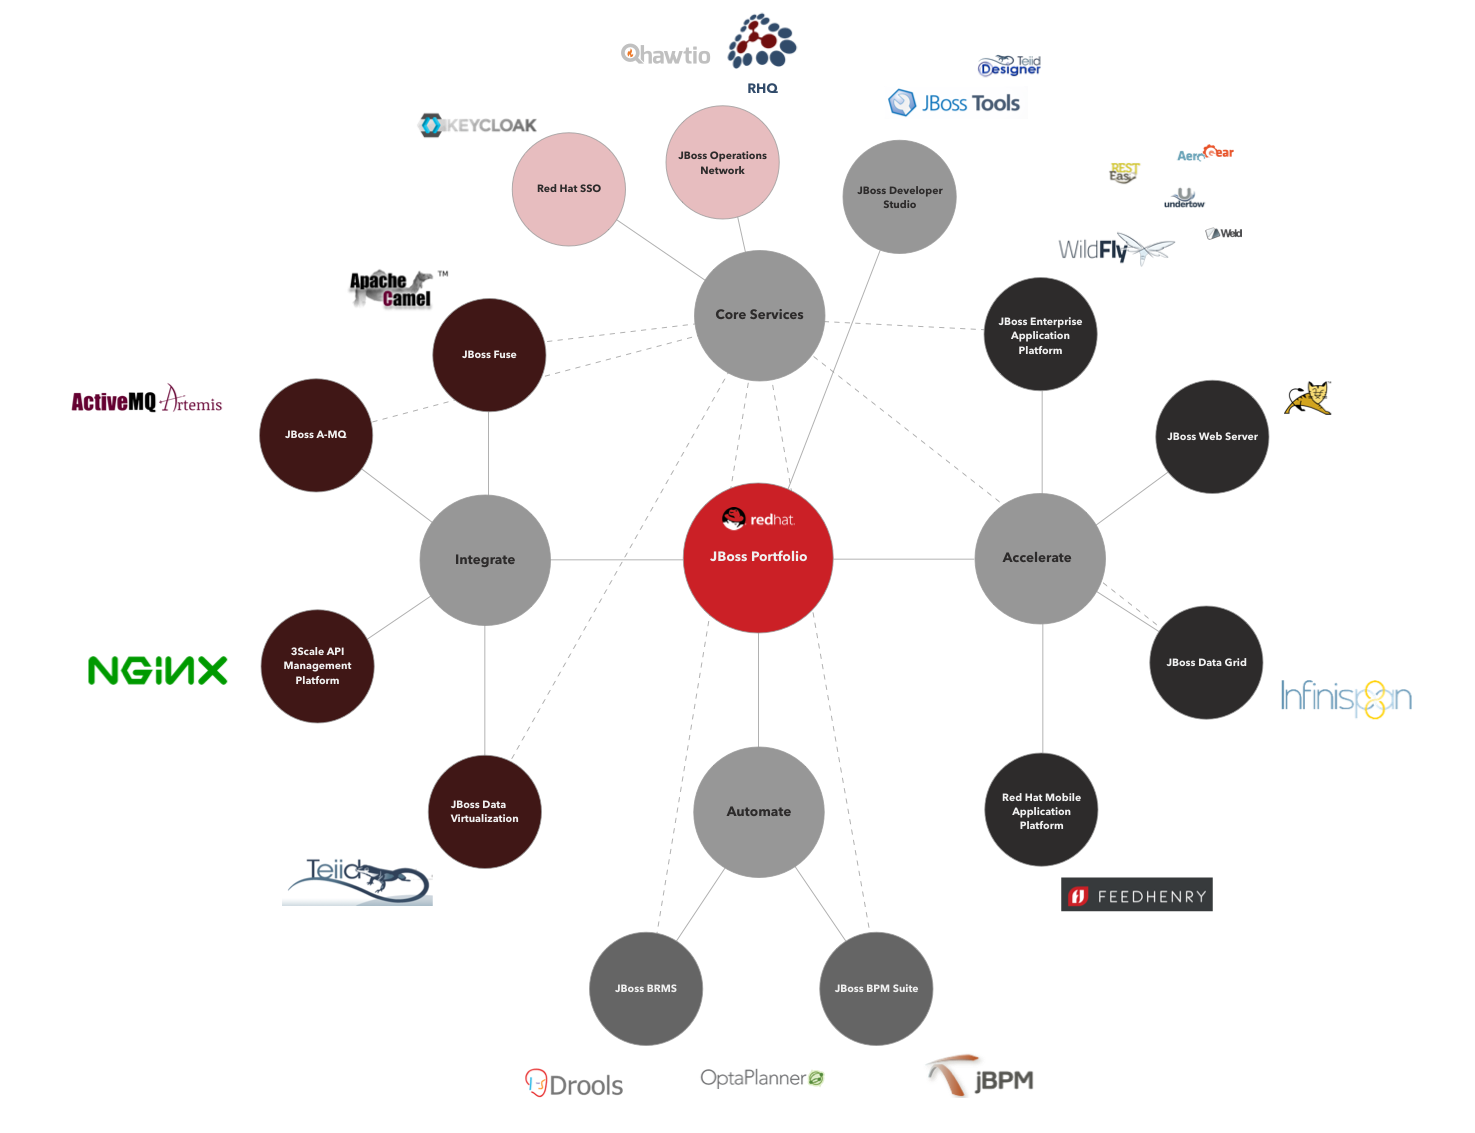 hawtio
RHQ
Teiid
Designer
JBoss Tools
KEYCLOAK
JBoss Operations
Network
Red Hat SSO
JBoss Developer
Studio
AeroGear
REST
Easy
undertow
Weld
WildFly
Apache
Camel
TM
Core Services
JBoss Enterprise
Application
Platform
JBoss Fuse
ActiveMQ Artemis
JBoss A-MQ
JBoss Web Server
redhat.
JBoss Portfolio
Integrate
Accelerate
3Scale API
Management
Platform
NGINX
JBoss Data Grid
Infinispan
JBoss Data
Virtualization
Automate
Red Hat Mobile
Application
Platform
Teiid
FEEDHENRY
JBoss BRMS
JBoss BPM Suite
Drools
OptaPlanner
jBPM